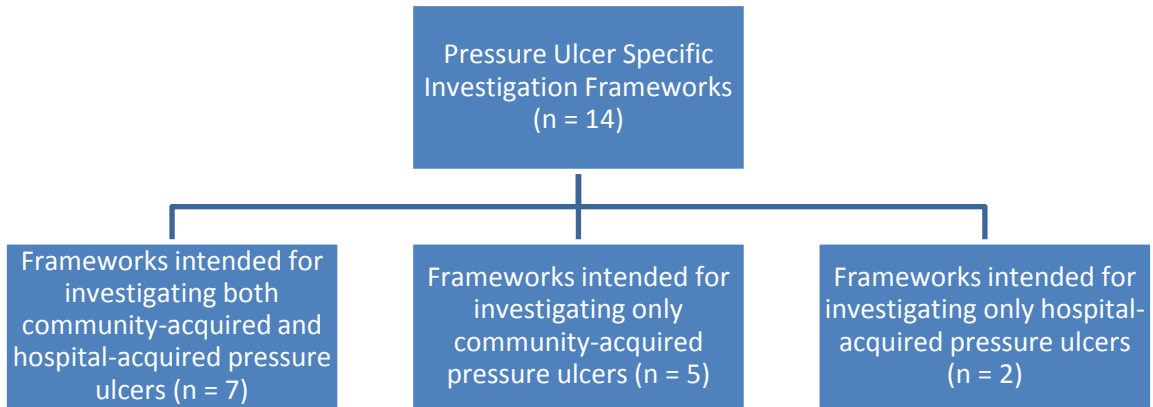 Pressure Ulcer Specific
Investigation Frameworks
(n = 14)
Frameworks intended for
investigating both
community-acquired and
hospital-acquired pressure
ulcers (n = 7)
Frameworks intended for
investigating only
community-acquired
pressure ulcers (n = 5)
Frameworks intended for
investigating only hospital-
acquired pressure ulcers
(n = 2)